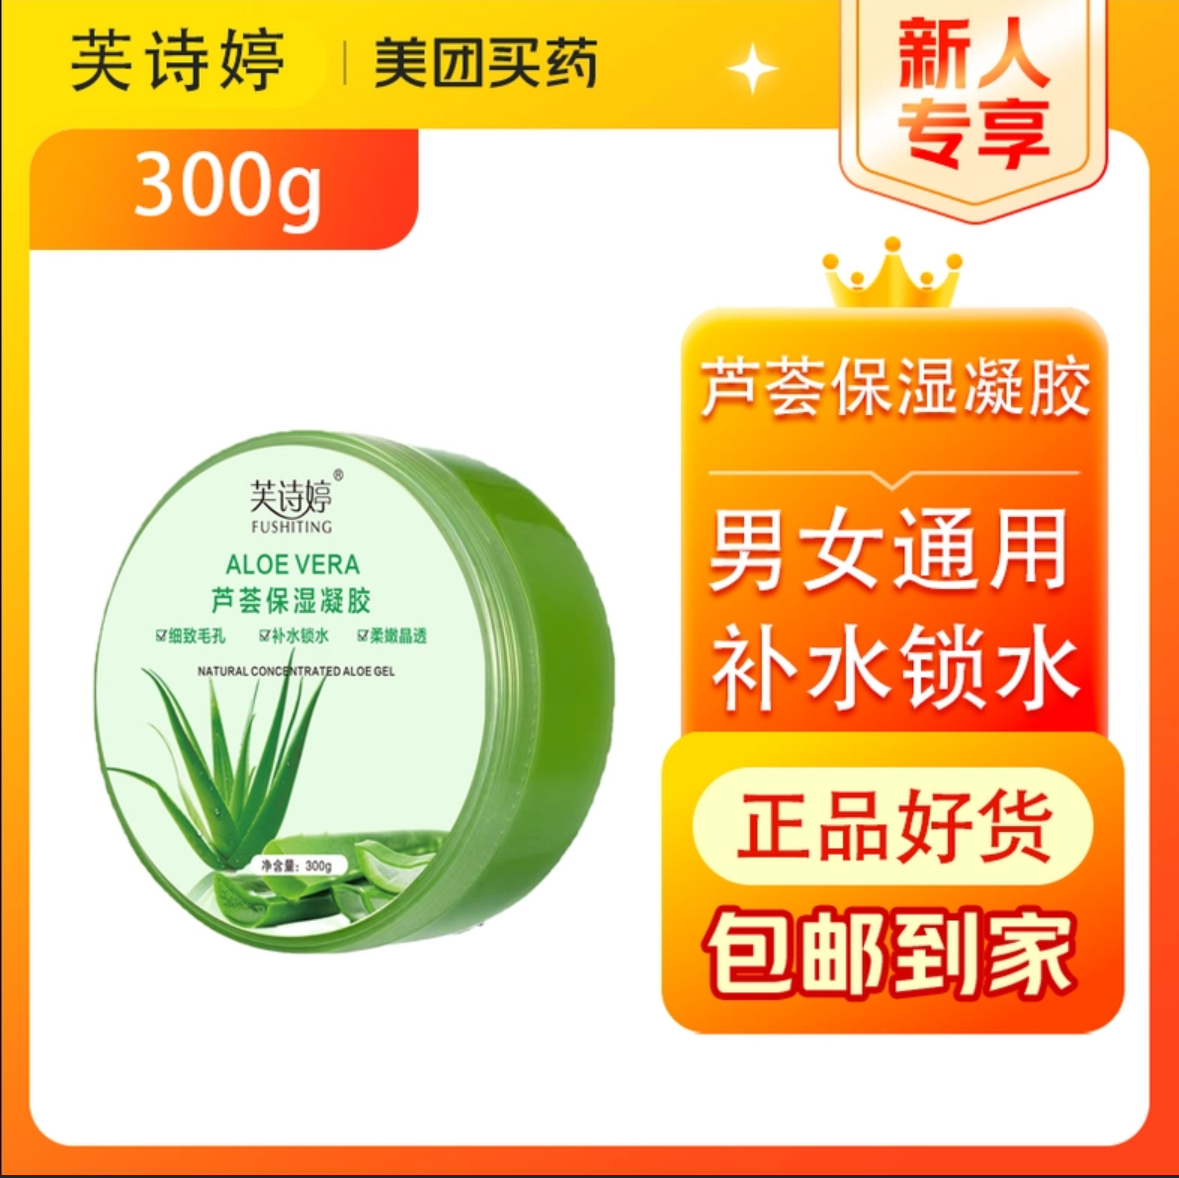 芙诗婷 | 美团买药
新人
专享
300g
芦荟保湿凝胶
男女通用
补水锁水
正品好货
包邮到家
芙诗婷®
FUSHITING
ALOE VERA
芦荟保湿凝胶
☑细致毛孔 ☑补水锁水 ☑柔嫩晶透
NATURAL CONCENTRATED ALOE GEL
净含量：300g